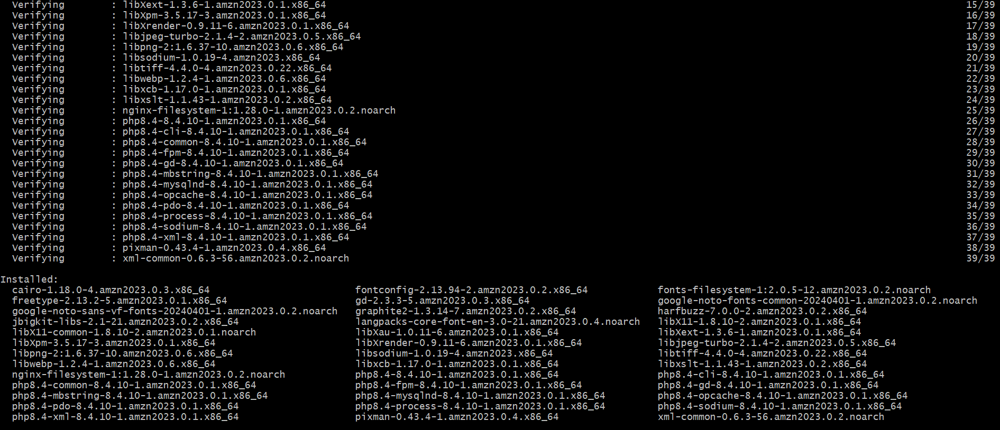 Verifying : libXext-1.3.6-1.amzn2023.0.1.x86_64 15/39
Verifying : libXpm-3.5.17-3.amzn2023.0.1.x86_64 16/39
Verifying : libXrender-0.9.11-6.amzn2023.0.1.x86_64 17/39
Verifying : libjpeg-turbo-2.1.4-2.amzn2023.0.5.x86_64 18/39
Verifying : libpng-2:1.6.37-10.amzn2023.0.6.x86_64 19/39
Verifying : libsodium-1.0.19-4.amzn2023.x86_64 20/39
Verifying : libtiff-4.4.0-4.amzn2023.0.22.x86_64 21/39
Verifying : libwebp-1.2.4-1.amzn2023.0.6.x86_64 22/39
Verifying : libxcb-1.17.0-1.amzn2023.0.1.x86_64 23/39
Verifying : libxslt-1.1.43-1.amzn2023.0.2.x86_64 24/39
Verifying : nginx-filesystem-1:1.28.0-1.amzn2023.0.2.noarch 25/39
Verifying : php8.4-8.4.10-1.amzn2023.0.1.x86_64 26/39
Verifying : php8.4-cli-8.4.10-1.amzn2023.0.1.x86_64 27/39
Verifying : php8.4-common-8.4.10-1.amzn2023.0.1.x86_64 28/39
Verifying : php8.4-fpm-8.4.10-1.amzn2023.0.1.x86_64 29/39
Verifying : php8.4-gd-8.4.10-1.amzn2023.0.1.x86_64 30/39
Verifying : php8.4-mbstring-8.4.10-1.amzn2023.0.1.x86_64 31/39
Verifying : php8.4-mysqlnd-8.4.10-1.amzn2023.0.1.x86_64 32/39
Verifying : php8.4-opcache-8.4.10-1.amzn2023.0.1.x86_64 33/39
Verifying : php8.4-pdo-8.4.10-1.amzn2023.0.1.x86_64 34/39
Verifying : php8.4-process-8.4.10-1.amzn2023.0.1.x86_64 35/39
Verifying : php8.4-sodium-8.4.10-1.amzn2023.0.1.x86_64 36/39
Verifying : php8.4-xml-8.4.10-1.amzn2023.0.1.x86_64 37/39
Verifying : pixman-0.43.4-1.amzn2023.0.4.x86_64 38/39
Verifying : xml-common-0.6.3-56.amzn2023.0.2.noarch 39/39
Installed:
cairo-1.18.0-4.amzn2023.0.3.x86_64 fontconfig-2.13.94-2.amzn2023.0.2.x86_64 fonts-filesystem-1:2.0.5-12.amzn2023.0.2.noarch
freetype-2.13.2-5.amzn2023.0.1.x86_64 gd-2.3.3-5.amzn2023.0.3.x86_64 google-noto-fonts-common-20240401-1.amzn2023.0.2.noarch
google-noto-sans-vf-fonts-20240401-1.amzn2023.0.2.noarch graphite2-1.3.14-7.amzn2023.0.2.x86_64 harfbuzz-7.0.0-2.amzn2023.0.2.x86_64
jbigkit-libs-2.1-21.amzn2023.0.2.x86_64 langpacks-core-font-en-3.0-21.amzn2023.0.4.noarch libX11-1.8.10-2.amzn2023.0.1.x86_64
libX11-common-1.8.10-2.amzn2023.0.1.noarch libXau-1.0.11-6.amzn2023.0.1.x86_64 libXext-1.3.6-1.amzn2023.0.1.x86_64
libXpm-3.5.17-3.amzn2023.0.1.x86_64 libXrender-0.9.11-6.amzn2023.0.1.x86_64 libjpeg-turbo-2.1.4-2.amzn2023.0.5.x86_64
libpng-2:1.6.37-10.amzn2023.0.6.x86_64 libsodium-1.0.19-4.amzn2023.x86_64 libtiff-4.4.0-4.amzn2023.0.22.x86_64
libwebp-1.2.4-1.amzn2023.0.6.x86_64 libxcb-1.17.0-1.amzn2023.0.1.x86_64 libxslt-1.1.43-1.amzn2023.0.2.x86_64
nginx-filesystem-1:1.28.0-1.amzn2023.0.2.noarch php8.4-8.4.10-1.amzn2023.0.1.x86_64 php8.4-cli-8.4.10-1.amzn2023.0.1.x86_64
php8.4-common-8.4.10-1.amzn2023.0.1.x86_64 php8.4-fpm-8.4.10-1.amzn2023.0.1.x86_64 php8.4-gd-8.4.10-1.amzn2023.0.1.x86_64
php8.4-mbstring-8.4.10-1.amzn2023.0.1.x86_64 php8.4-mysqlnd-8.4.10-1.amzn2023.0.1.x86_64 php8.4-opcache-8.4.10-1.amzn2023.0.1.x86_64
php8.4-pdo-8.4.10-1.amzn2023.0.1.x86_64 php8.4-process-8.4.10-1.amzn2023.0.1.x86_64 php8.4-sodium-8.4.10-1.amzn2023.0.1.x86_64
php8.4-xml-8.4.10-1.amzn2023.0.1.x86_64 pixman-0.43.4-1.amzn2023.0.4.x86_64 xml-common-0.6.3-56.amzn2023.0.2.noarch